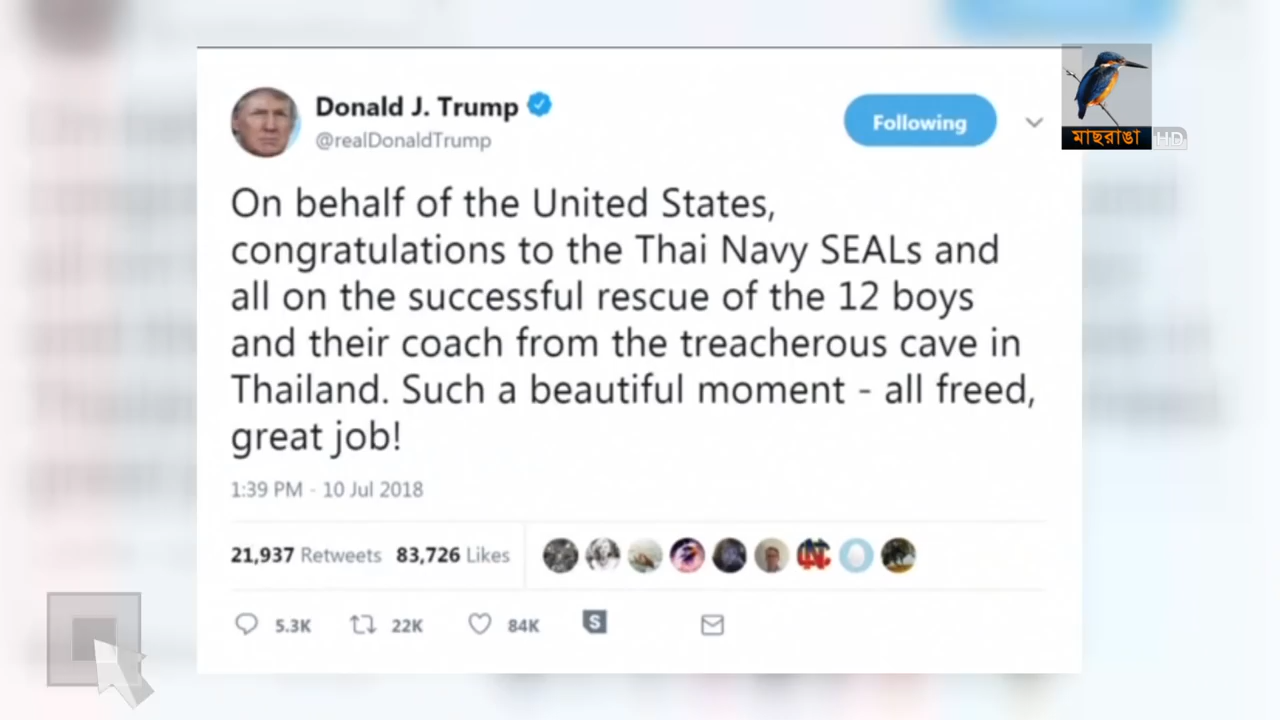 Donald J. Trump
@realDonaldTrump
Following
মাছরাঙা HD
On behalf of the United States,
congratulations to the Thai Navy SEALs and
all on the successful rescue of the 12 boys
and their coach from the treacherous cave in
Thailand. Such a beautiful moment - all freed,
great job!
1:39 PM - 10 Jul 2018
21,937 Retweets 83,726 Likes
5.3K 22K 84K